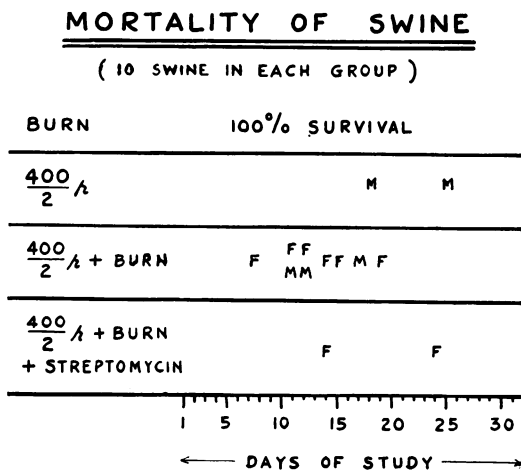 MORTALITY OF SWINE
(10 SWINE IN EACH GROUP)
BURN 100% SURVIVAL
400/2 r M M
400/2 r + BURN F FF MM FF M F
400/2 r + BURN
+ STREPTOMYCIN F F
1 5 10 15 20 25 30
← DAYS OF STUDY →